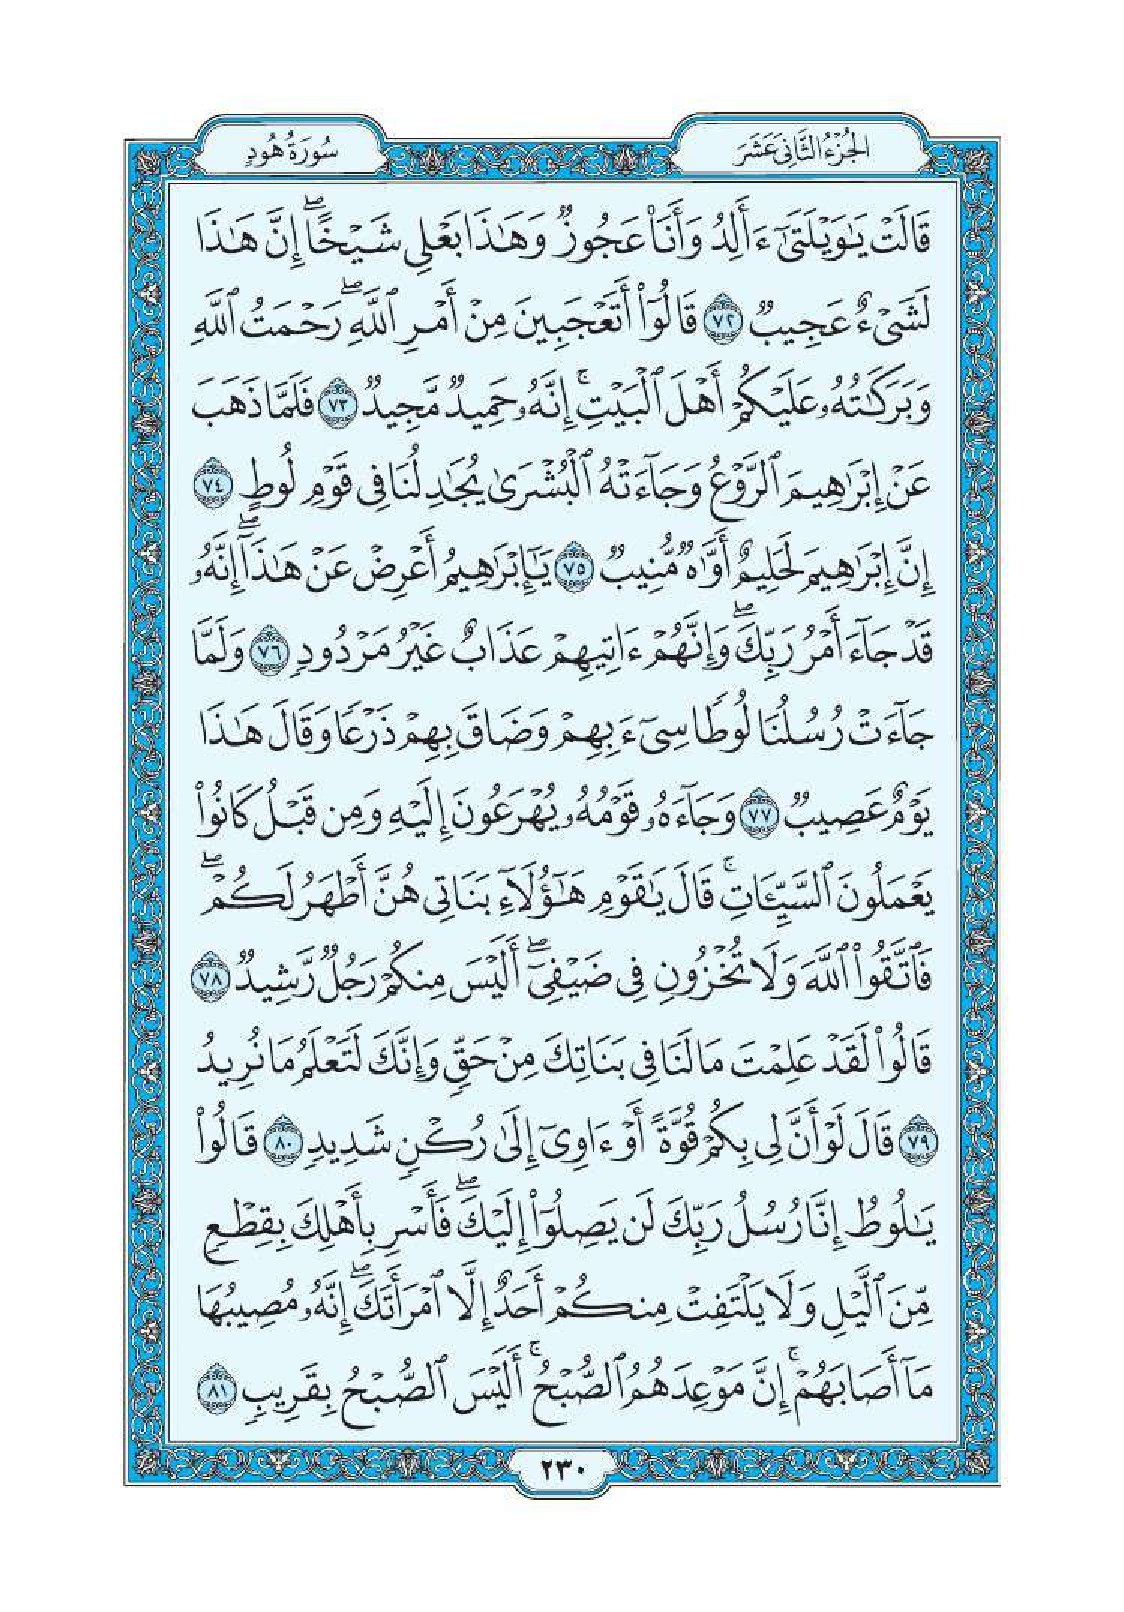 الجُزْءُ الثَّانِي عَشَرَ
سُورَةُ هُودٍ
قَالَتْ يَٰوَيْلَتَىٰٓ ءَأَلِدُ وَأَنَا۠ عَجُوزٌ وَهَٰذَا بَعْلِى شَيْخًاۖ إِنَّ هَٰذَا
لَشَىْءٌ عَجِيبٌ ٧٢ قَالُوٓا۟ أَتَعْجَبِينَ مِنْ أَمْرِ ٱللَّهِۖ رَحْمَتُ ٱللَّهِ
وَبَرَكَٰتُهُۥ عَلَيْكُمْ أَهْلَ ٱلْبَيْتِۚ إِنَّهُۥ حَمِيدٌ مَّجِيدٌ ٧٣ فَلَمَّا ذَهَبَ
عَنْ إِبْرَٰهِيمَ ٱلرَّوْعُ وَجَآءَتْهُ ٱلْبُشْرَىٰ يُجَٰدِلُنَا فِى قَوْمِ لُوطٍ ٧٤
إِنَّ إِبْرَٰهِيمَ لَحَلِيمٌ أَوَّٰهٌ مُّنِيبٌ ٧٥ يَٰٓإِبْرَٰهِيمُ أَعْرِضْ عَنْ هَٰذَآۖ إِنَّهُۥ
قَدْ جَآءَ أَمْرُ رَبِّكَۖ وَإِنَّهُمْ ءَاتِيهِمْ عَذَابٌ غَيْرُ مَرْدُودٍ ٧٦ وَلَمَّا
جَآءَتْ رُسُلُنَا لُوطًا سِىٓءَ بِهِمْ وَضَاقَ بِهِمْ ذَرْعًا وَقَالَ هَٰذَا
يَوْمٌ عَصِيبٌ ٧٧ وَجَآءَهُۥ قَوْمُهُۥ يُهْرَعُونَ إِلَيْهِ وَمِن قَبْلُ كَانُوا۟
يَعْمَلُونَ ٱلسَّيِّـَٔاتِۚ قَالَ يَٰقَوْمِ هَٰٓؤُلَآءِ بَنَاتِى هُنَّ أَطْهَرُ لَكُمْۖ
فَٱتَّقُوا۟ ٱللَّهَ وَلَا تُخْزُونِ فِى ضَيْفِىٓۖ أَلَيْسَ مِنكُمْ رَجُلٌ رَّشِيدٌ ٧٨
قَالُوا۟ لَقَدْ عَلِمْتَ مَا لَنَا فِى بَنَاتِكَ مِنْ حَقٍّ وَإِنَّكَ لَتَعْلَمُ مَا نُرِيدُ
٧٩ قَالَ لَوْ أَنَّ لِى بِكُمْ قُوَّةً أَوْ ءَاوِىٓ إِلَىٰ رُكْنٍ شَدِيدٍ ٨٠ قَالُوا۟
يَٰلُوطُ إِنَّا رُسُلُ رَبِّكَ لَن يَصِلُوٓا۟ إِلَيْكَۖ فَأَسْرِ بِأَهْلِكَ بِقِطْعٍ
مِّنَ ٱلَّيْلِ وَلَا يَلْتَفِتْ مِنكُمْ أَحَدٌ إِلَّا ٱمْرَأَتَكَۖ إِنَّهُۥ مُصِيبُهَا
مَآ أَصَابَهُمْۚ إِنَّ مَوْعِدَهُمُ ٱلصُّبْحُۚ أَلَيْسَ ٱلصُّبْحُ بِقَرِيبٍ ٨١
٢٣٠